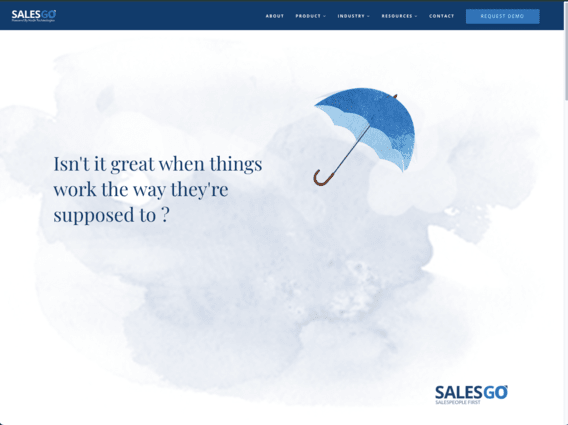 SALESGO
ABOUT
PRODUCT
INDUSTRY
RESOURCES
CONTACT
REQUEST DEMO
Isn't it great when things
work the way they're
supposed to ?
SALESGO
SALESPEOPLE FIRST